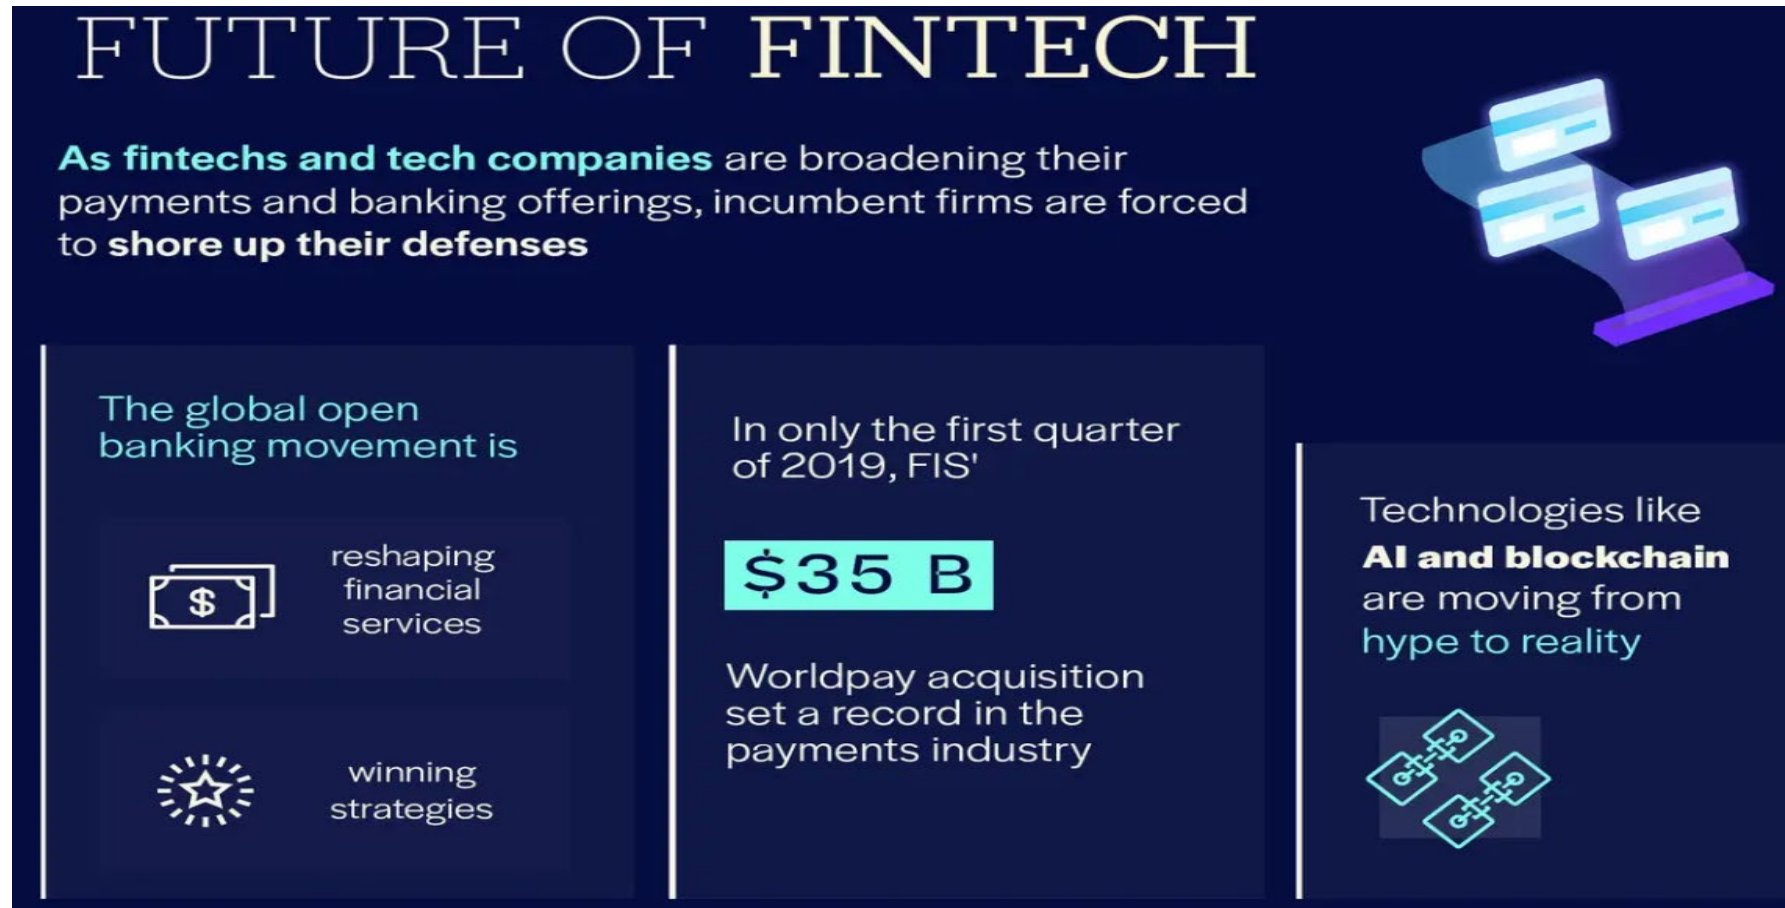 FUTURE OF FINTECH
As fintechs and tech companies are broadening their
payments and banking offerings, incumbent firms are forced
to shore up their defenses
The global open
banking movement is
$
reshaping
financial
services
winning
strategies
In only the first quarter
of 2019, FIS'
$35 B
Worldpay acquisition
set a record in the
payments industry
Technologies like
AI and blockchain
are moving from
hype to reality